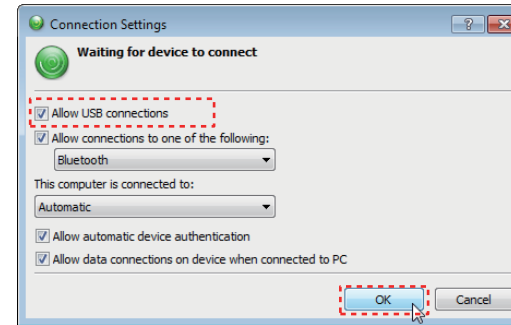 Connection Settings
Waiting for device to connect
Allow USB connections
Allow connections to one of the following:
Bluetooth
This computer is connected to:
Automatic
Allow automatic device authentication
Allow data connections on device when connected to PC
OK
Cancel